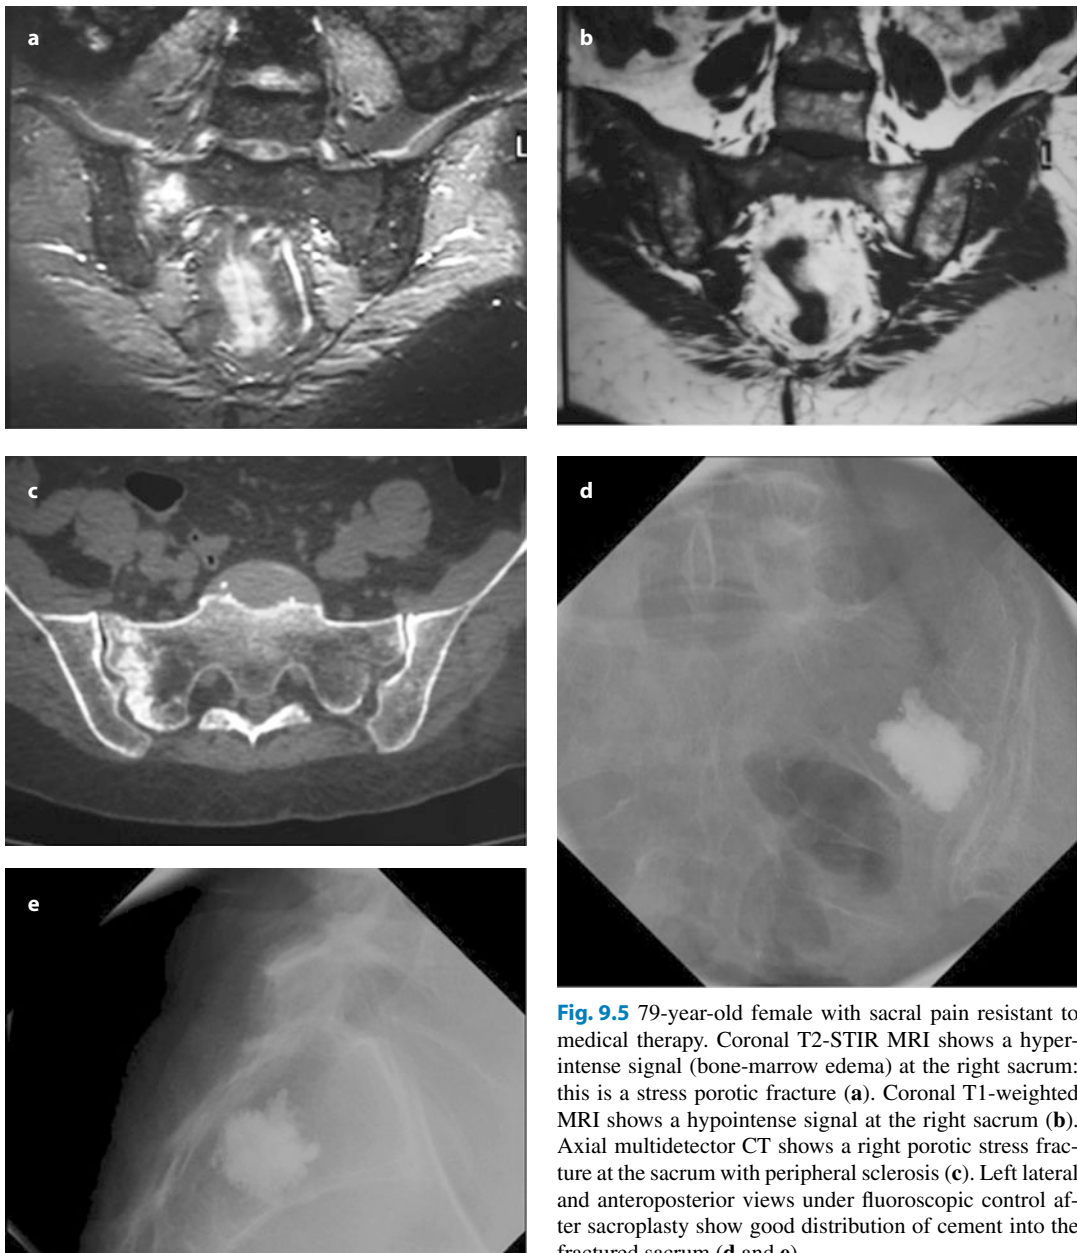 a
b
L
c
d
e
Fig. 9.5 79-year-old female with sacral pain resistant to
medical therapy. Coronal T2-STIR MRI shows a hyper-
intense signal (bone-marrow edema) at the right sacrum:
this is a stress porotic fracture (a). Coronal T1-weighted
MRI shows a hypointense signal at the right sacrum (b).
Axial multidetector CT shows a right porotic stress frac-
ture at the sacrum with peripheral sclerosis (c). Left lateral
and anteroposterior views under fluoroscopic control af-
ter sacroplasty show good distribution of cement into the
fractured sacrum (d and e)